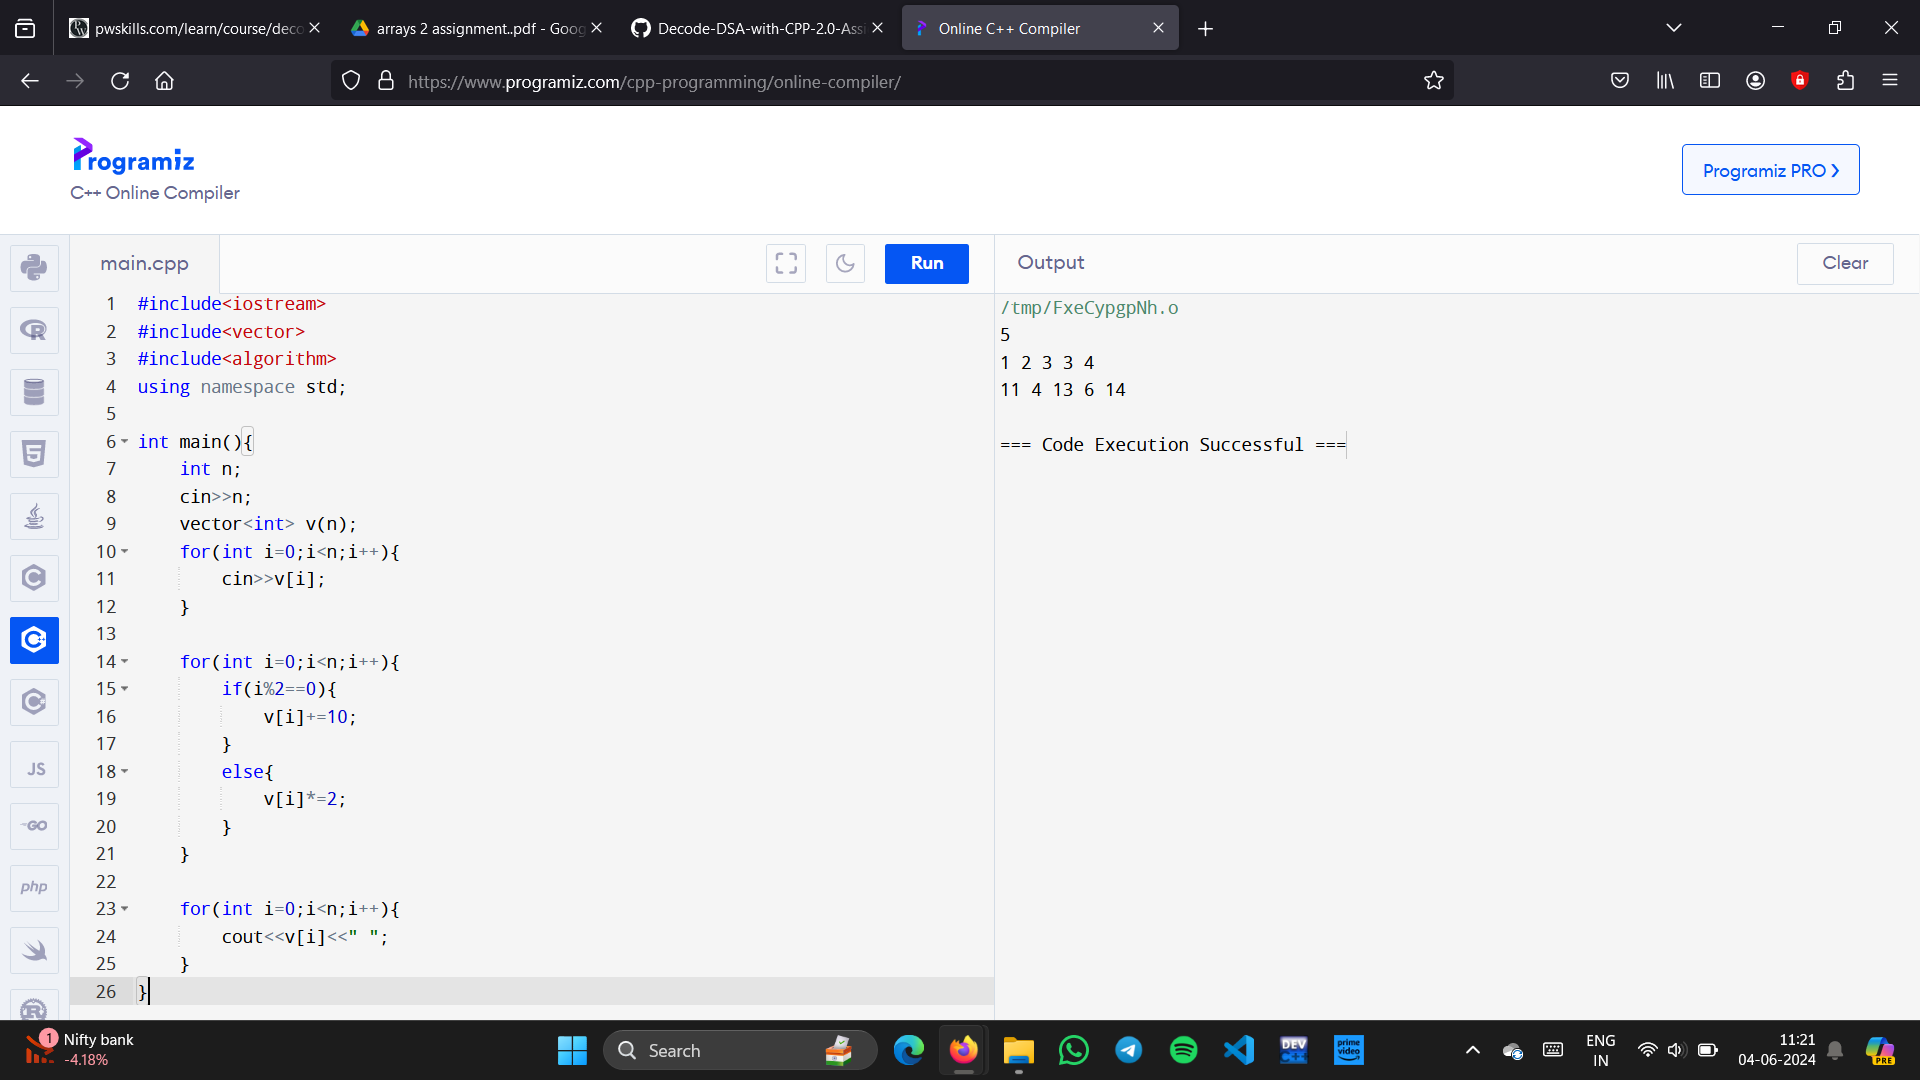 pwskills.com/learn/course/deco
arrays 2 assignment..pdf - Goog
Decode-DSA-with-CPP-2.0-Assi
Online C++ Compiler
https://www.programiz.com/cpp-programming/online-compiler/
Programiz
C++ Online Compiler
Programiz PRO ❯
main.cpp
Run
Output
Clear
1 #include<iostream>
2 #include<vector>
3 #include<algorithm>
4 using namespace std;
5
6 int main(){
7 int n;
8 cin>>n;
9 vector<int> v(n);
10 for(int i=0;i<n;i++){
11 cin>>v[i];
12 }
13
14 for(int i=0;i<n;i++){
15 if(i%2==0){
16 v[i]+=10;
17 }
18 else{
19 v[i]*=2;
20 }
21 }
22
23 for(int i=0;i<n;i++){
24 cout<<v[i]<<" ";
25 }
26 }
/tmp/FxeCypgpNh.o
5
1 2 3 3 4
11 4 13 6 14
=== Code Execution Successful ===
JS
GO
php
1
Nifty bank
-4.18%
Search
DEV
C++
prime
video
ENG
IN
11:21
04-06-2024
PRE